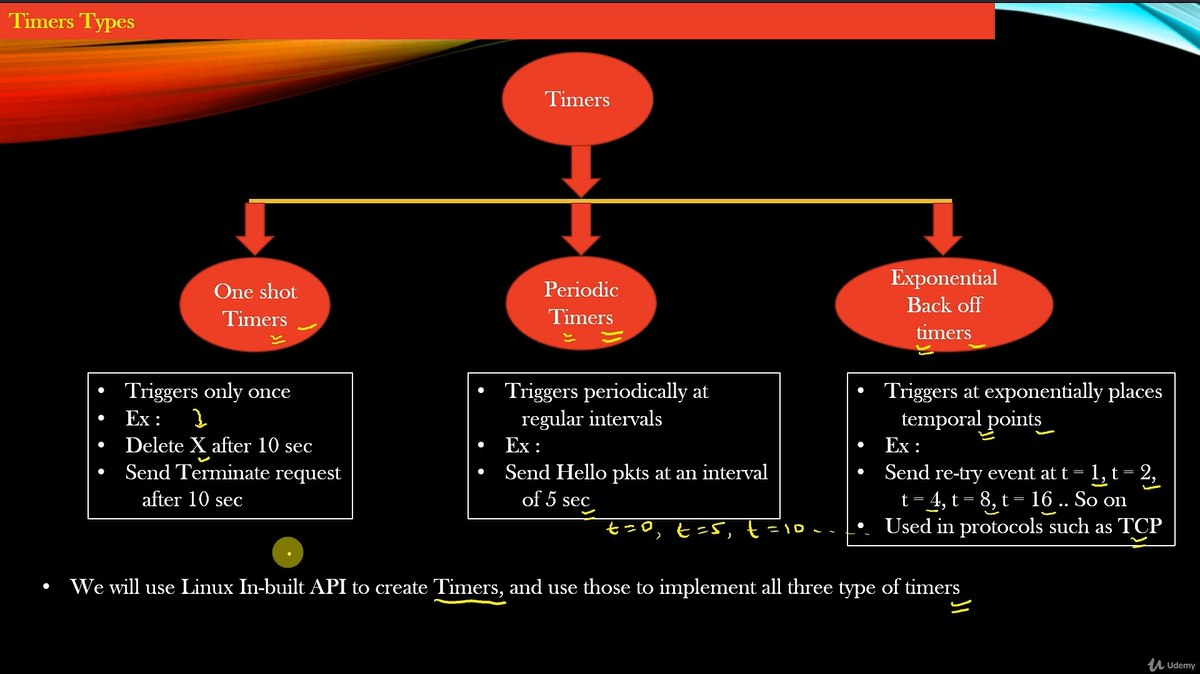 Timers Types
Timers
One shot
Timers
Periodic
Timers
Exponential
Back off
timers
• Triggers only once
• Ex :
• Delete X after 10 sec
• Send Terminate request
after 10 sec
• Triggers periodically at
regular intervals
• Ex :
• Send Hello pkts at an interval
of 5 sec
t=0, t=5, t=10 - - - -
• Triggers at exponentially places
temporal points
• Ex :
• Send re-try event at t = 1, t = 2,
t = 4, t = 8, t = 16 .. So on
• Used in protocols such as TCP
• We will use Linux In-built API to create Timers, and use those to implement all three type of timers
Udemy